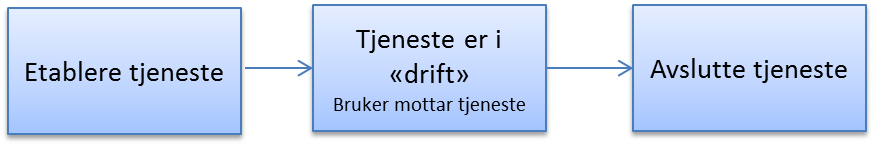 Etablere tjeneste
Tjeneste er i
«drift»
Bruker mottar tjeneste
Avslutte tjeneste